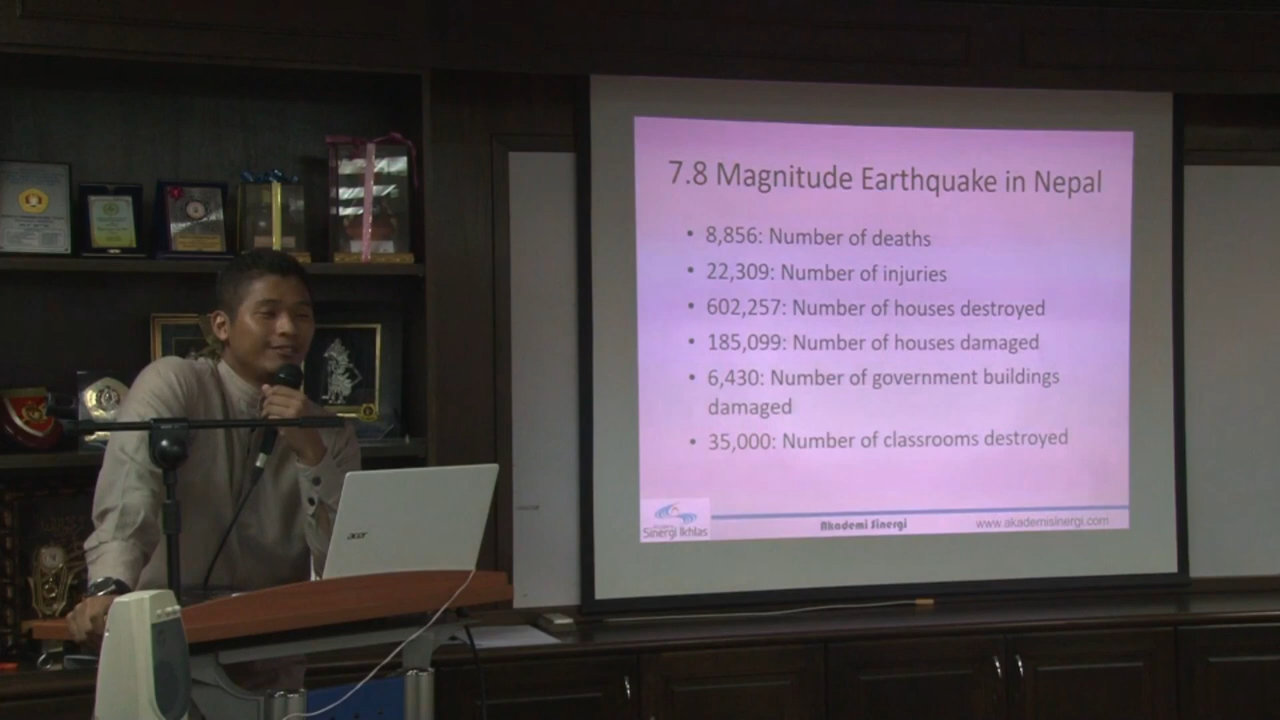 7.8 Magnitude Earthquake in Nepal
• 8,856: Number of deaths
• 22,309: Number of injuries
• 602,257: Number of houses destroyed
• 185,099: Number of houses damaged
• 6,430: Number of government buildings
damaged
• 35,000: Number of classrooms destroyed
Sinergi Ikhlas
Akademi Sinergi
www.akademisinergi.com
acer